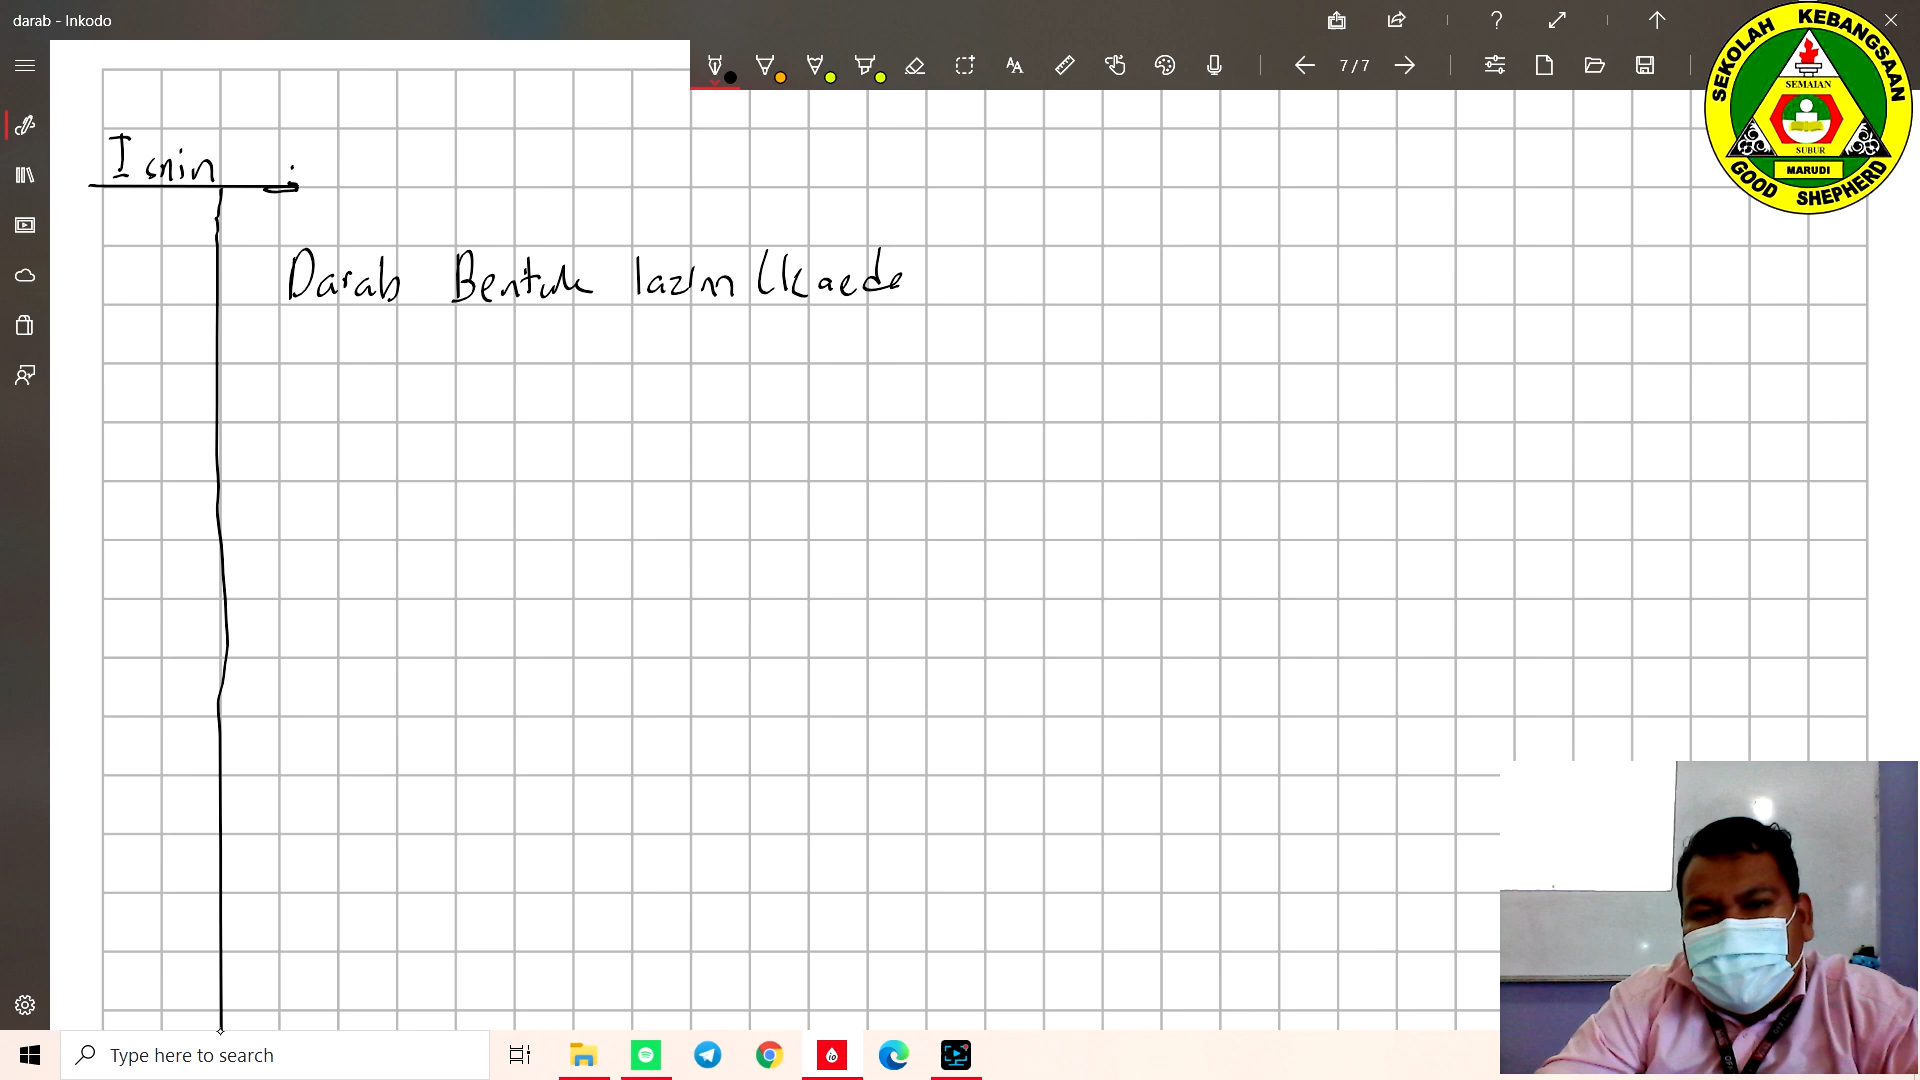 darab - Inkodo
7 / 7
SEKOLAH KEBANGSAAN
SEMAIAN
SUBUR
MARUDI
GOOD SHEPHERD
Isnin
Darab Bentuk lazim (kaeda
Type here to search